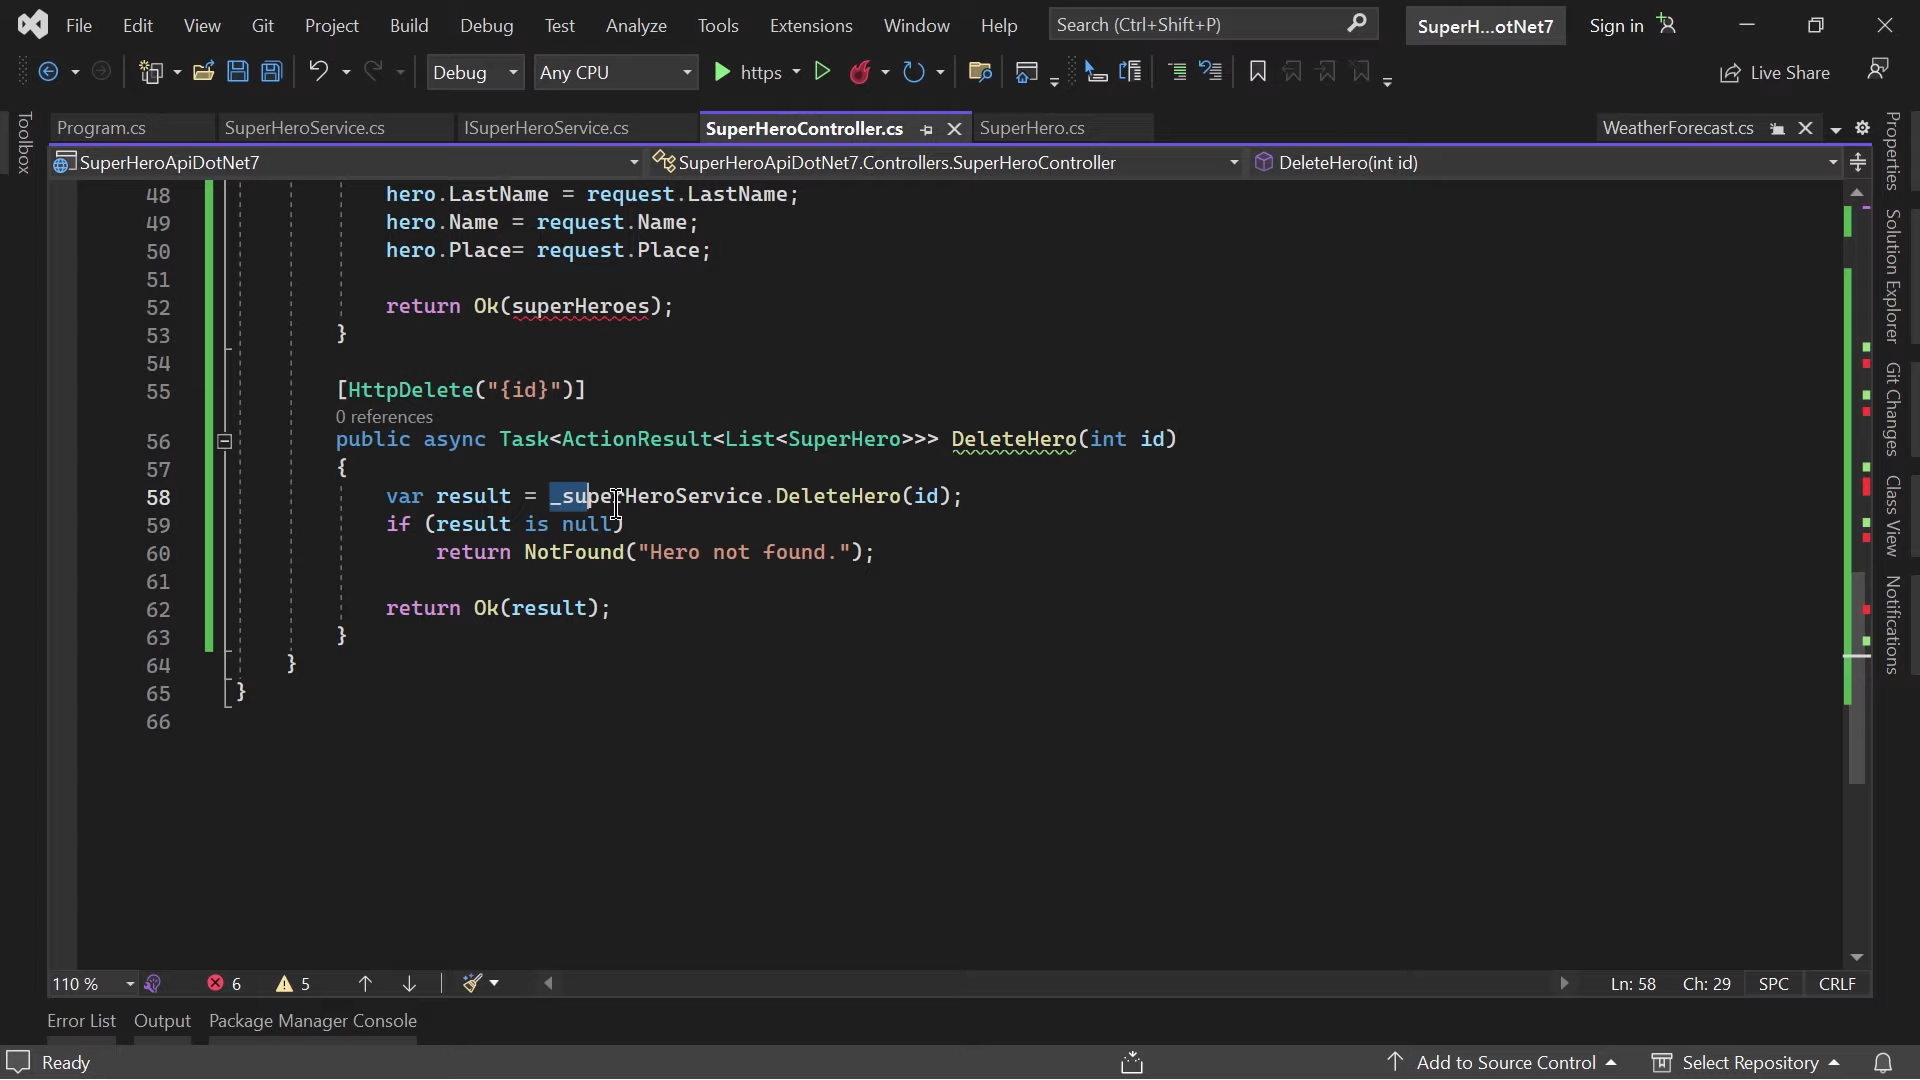 File Edit View Git Project Build Debug Test Analyze Tools Extensions Window Help Search (Ctrl+Shift+P) SuperH...otNet7 Sign in
Debug Any CPU https Live Share
Toolbox
Program.cs SuperHeroService.cs ISuperHeroService.cs SuperHeroController.cs SuperHero.cs WeatherForecast.cs
SuperHeroApiDotNet7 SuperHeroApiDotNet7.Controllers.SuperHeroController DeleteHero(int id)
48 hero.LastName = request.LastName;
49 hero.Name = request.Name;
50 hero.Place= request.Place;
51
52 return Ok(superHeroes);
53 }
54
55 [HttpDelete("{id}")]
0 references
56 public async Task<ActionResult<List<SuperHero>>> DeleteHero(int id)
57 {
58 var result = _superHeroService.DeleteHero(id);
59 if (result is null)
60 return NotFound("Hero not found.");
61
62 return Ok(result);
63 }
64 }
65 }
66
Properties
Solution Explorer
Git Changes
Class View
Notifications
110 % 6 5 Ln: 58 Ch: 29 SPC CRLF
Error List Output Package Manager Console
Ready Add to Source Control Select Repository